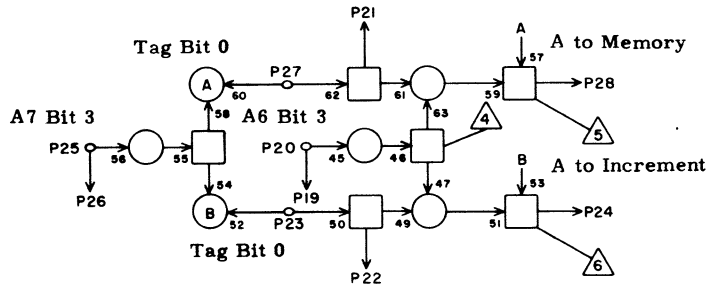 P21
Tag Bit 0
A
A to Memory
57
A
P27
60
62
61
59
P28
A7 Bit 3
58
A6 Bit 3
63
4
5
P25
56
55
P20
45
46
P26
54
P19
47
B
A to Increment
53
B
52
P23
50
49
51
P24
Tag Bit 0
P22
6